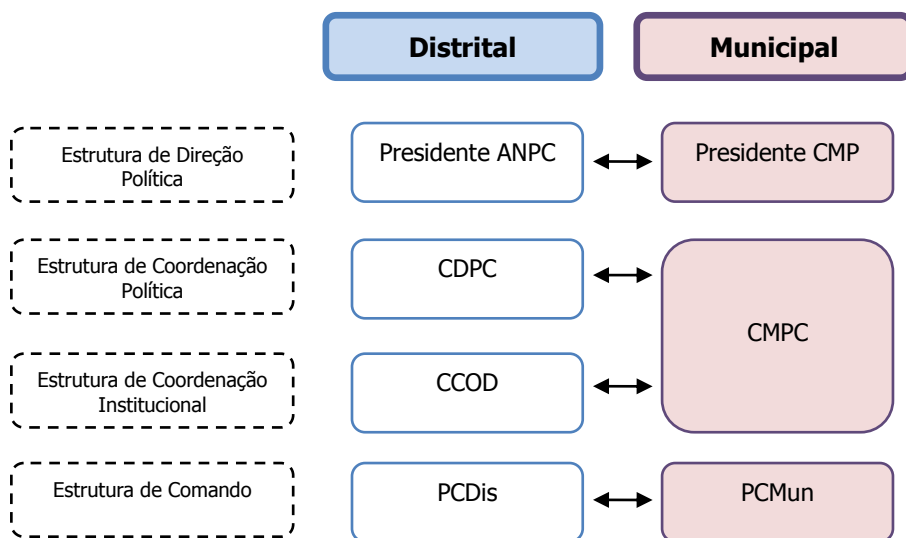 Distrital
Municipal
Estrutura de Direção
Política
Presidente ANPC
Presidente CMP
Estrutura de Coordenação
Política
CDPC
CMPC
Estrutura de Coordenação
Institucional
CCOD
Estrutura de Comando
PCDis
PCMun